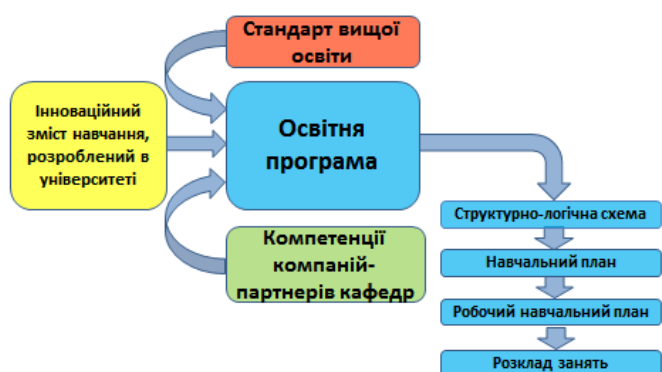 Стандарт вищої
освіти
Інноваційний
зміст навчання,
розроблений в
університеті
Освітня
програма
Компетенції
компаній-
партнерів кафедр
Структурно-логічна схема
Навчальний план
Робочий навчальний план
Розклад занять